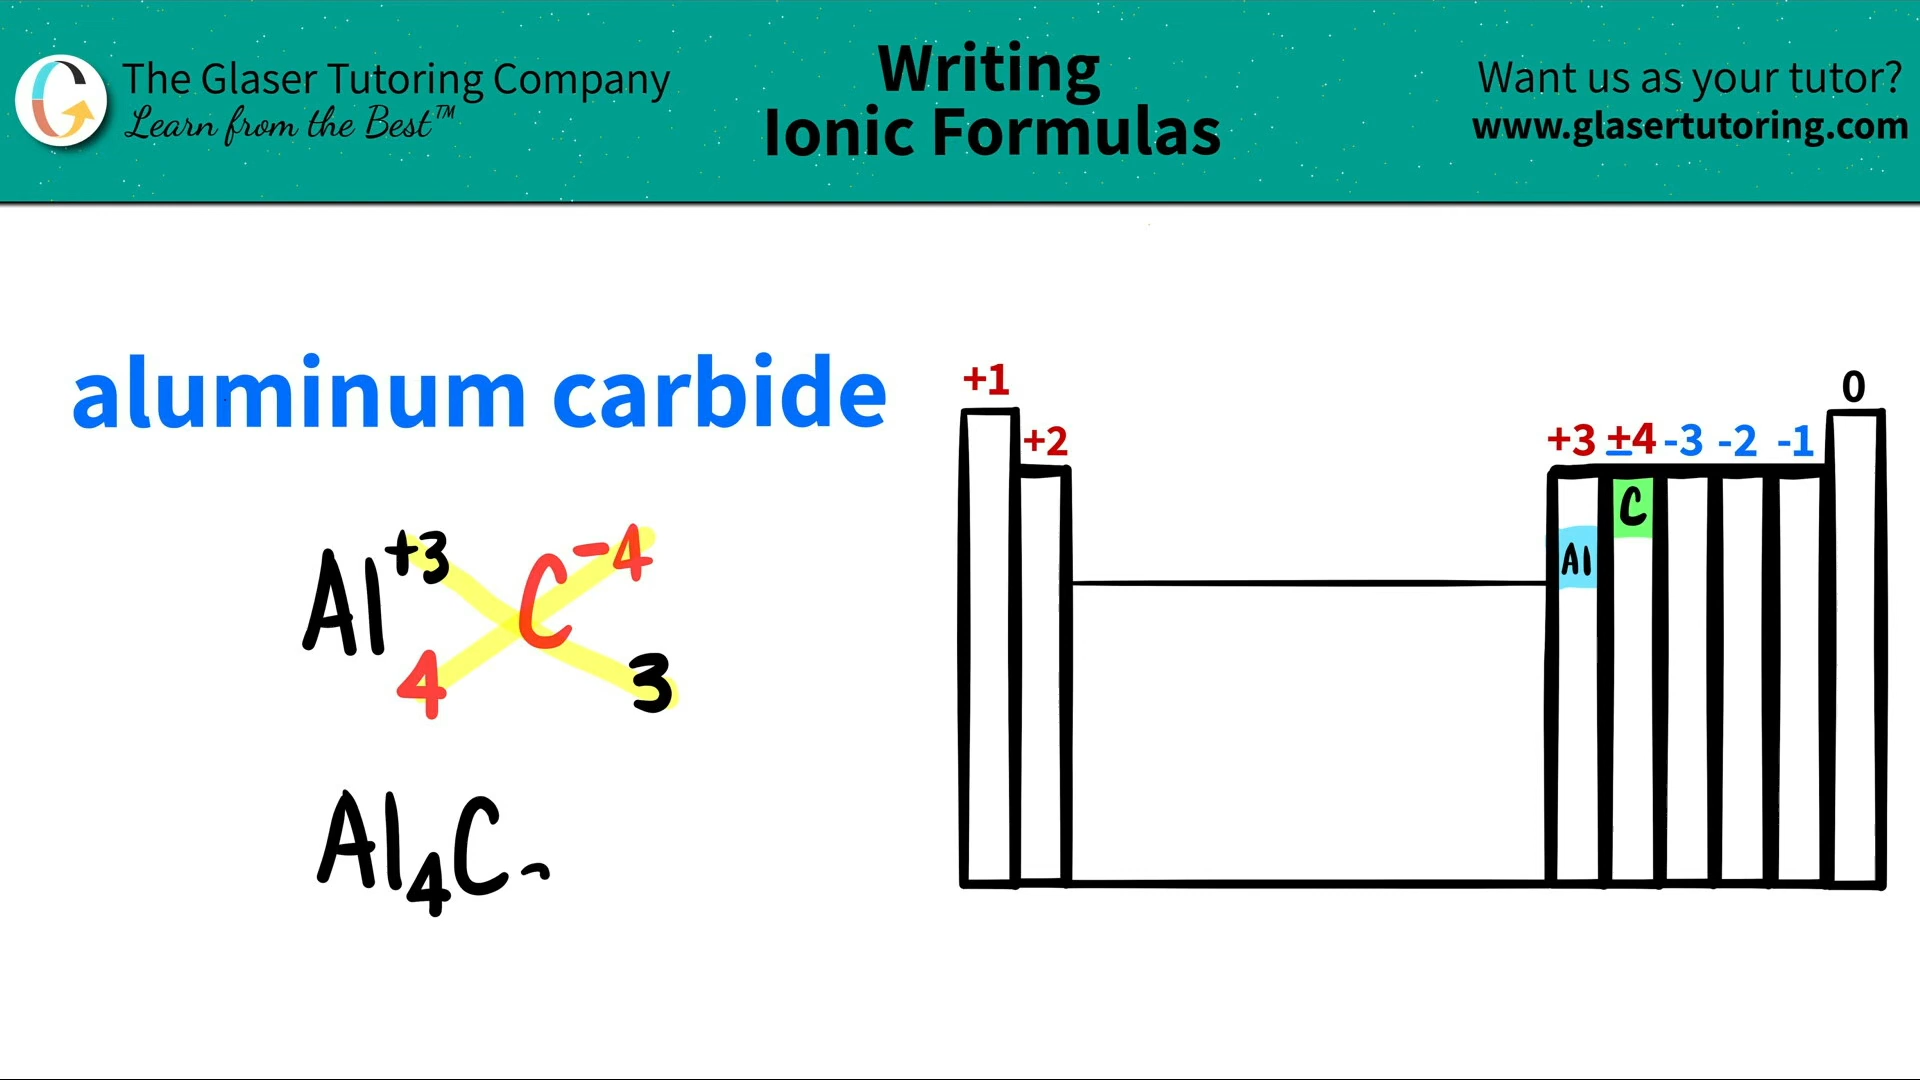 The Glaser Tutoring Company
Learn from the Best™
Writing
Ionic Formulas
Want us as your tutor?
www.glasertutoring.com
aluminum carbide
Al+3 C-4
4 3
Al4C
+1
0
+2
+3 ±4 -3 -2 -1
C
Al